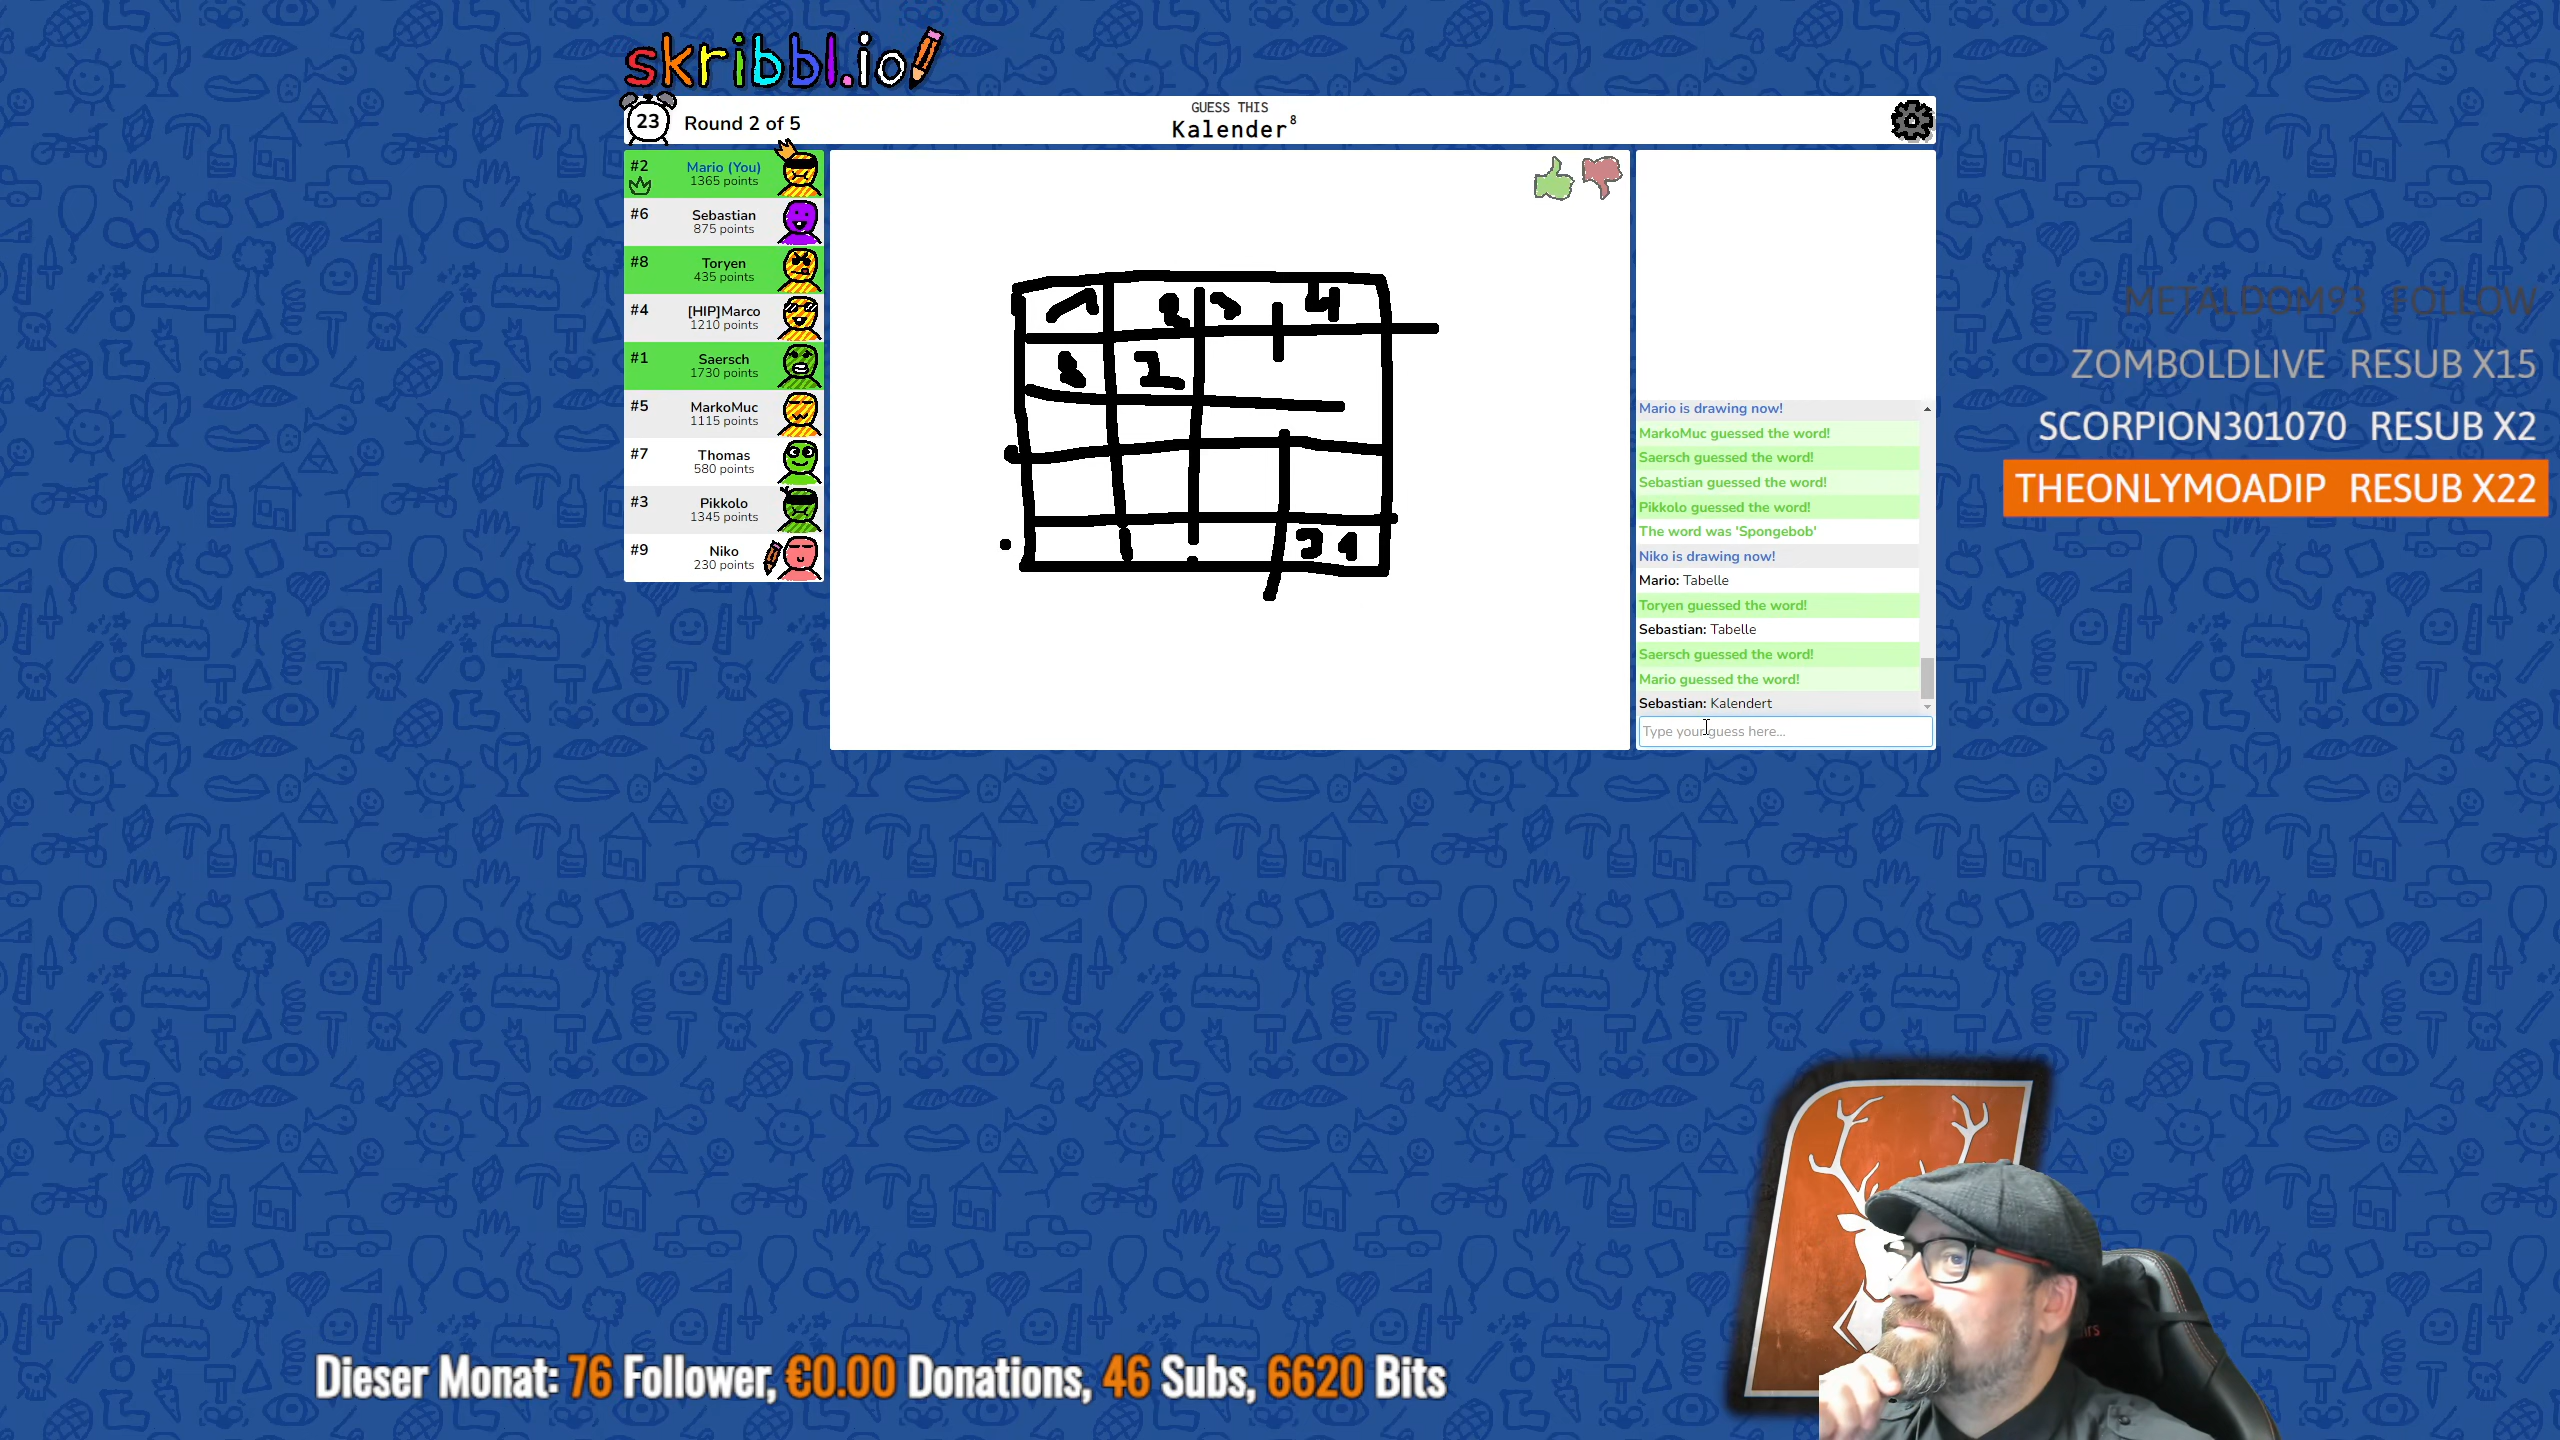 skribbl.io
23
Round 2 of 5
GUESS THIS
Kalender8
#2
Mario (You)
1365 points
#6
Sebastian
875 points
#8
Toryen
435 points
#4
[HIP]Marco
1210 points
#1
Saersch
1730 points
#5
MarkoMuc
1115 points
#7
Thomas
580 points
#3
Pikkolo
1345 points
#9
Niko
230 points
4
31
Mario is drawing now!
MarkoMuc guessed the word!
Saersch guessed the word!
Sebastian guessed the word!
Pikkolo guessed the word!
The word was 'Spongebob'
Niko is drawing now!
Mario: Tabelle
Toryen guessed the word!
Sebastian: Tabelle
Saersch guessed the word!
Mario guessed the word!
Sebastian: Kalendert
Type your guess here...
METALDOM93 FOLLOW
ZOMBOLDLIVE RESUB X15
SCORPION301070 RESUB X2
THEONLYMOADIP RESUB X22
Dieser Monat: 76 Follower, €0.00 Donations, 46 Subs, 6620 Bits